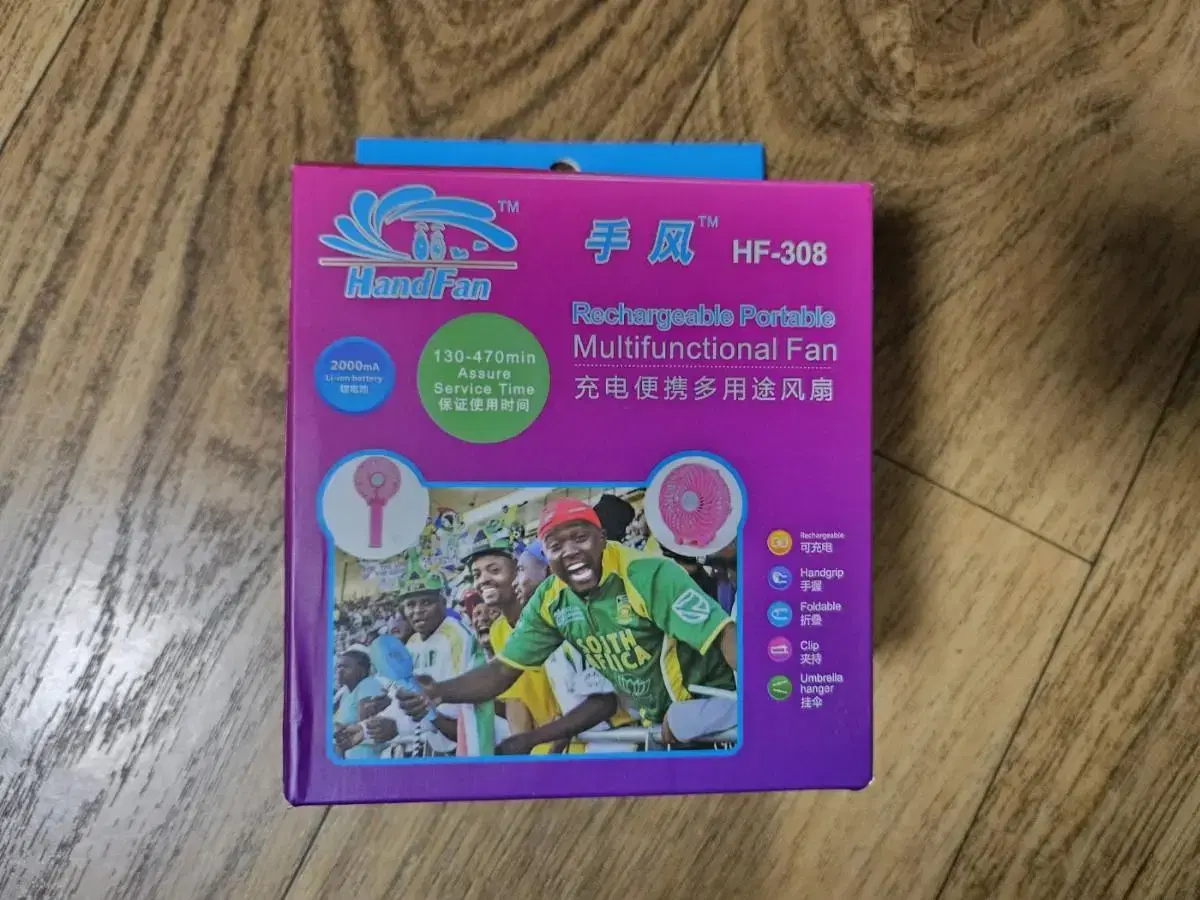 HandFan TM
手风 TM HF-308
Rechargeable Portable
Multifunctional Fan
充电便携多用途风扇
2000mA
Li-ion battery
锂电池
130-470min
Assure
Service Time
保证使用时间
SOUTH
AFRICA
Rechargeable
可充电
Handgrip
手握
Foldable
折叠
Clip
夹持
Umbrella
hanger
挂伞